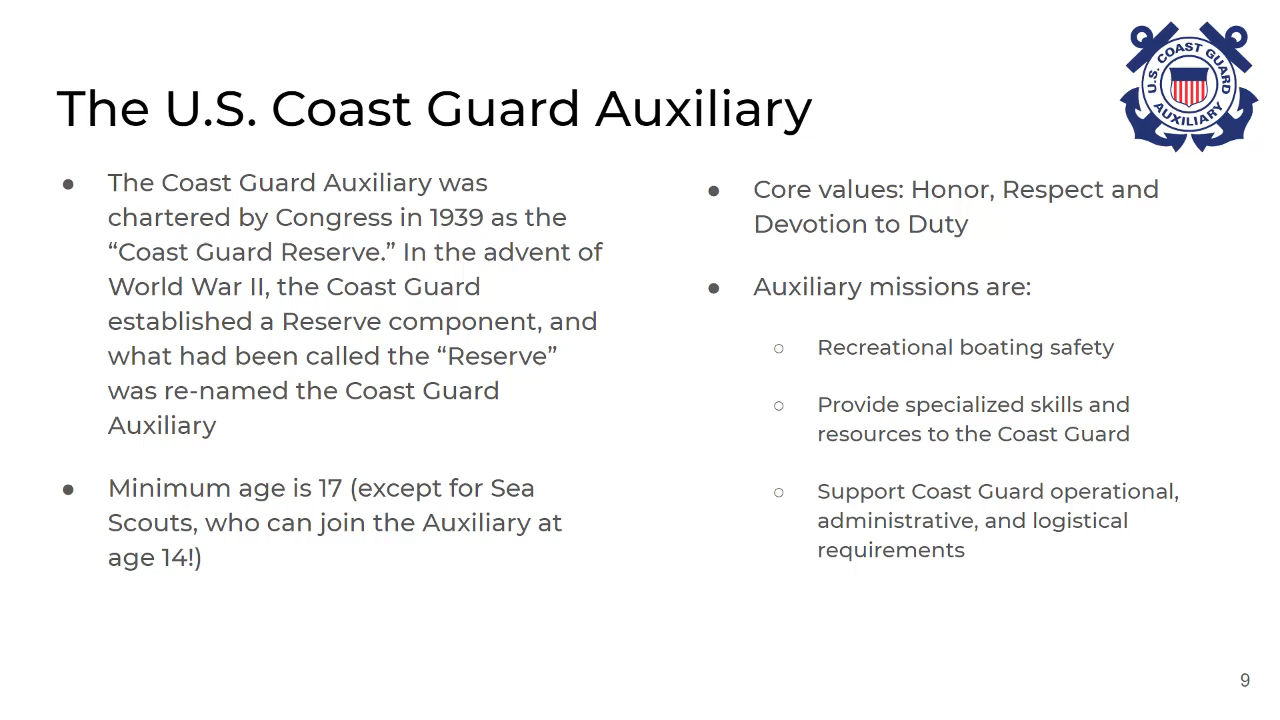 The U.S. Coast Guard Auxiliary
U.S. COAST GUARD
AUXILIARY
● The Coast Guard Auxiliary was
chartered by Congress in 1939 as the
“Coast Guard Reserve.” In the advent of
World War II, the Coast Guard
established a Reserve component, and
what had been called the “Reserve”
was re-named the Coast Guard
Auxiliary
● Minimum age is 17 (except for Sea
Scouts, who can join the Auxiliary at
age 14!)
● Core values: Honor, Respect and
Devotion to Duty
● Auxiliary missions are:
○ Recreational boating safety
○ Provide specialized skills and
resources to the Coast Guard
○ Support Coast Guard operational,
administrative, and logistical
requirements
9